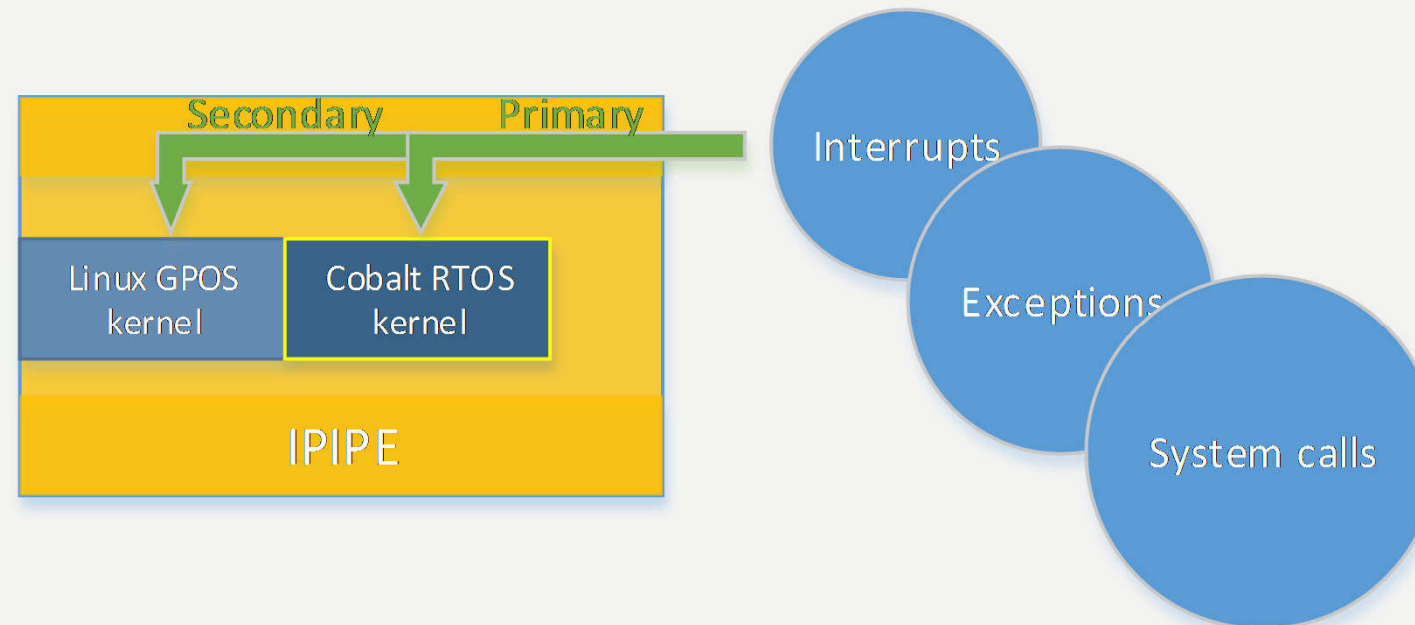 Secondary
Primary
Interrupts
Linux GPOS
kernel
Cobalt RTOS
kernel
Exceptions
IPIPE
System calls